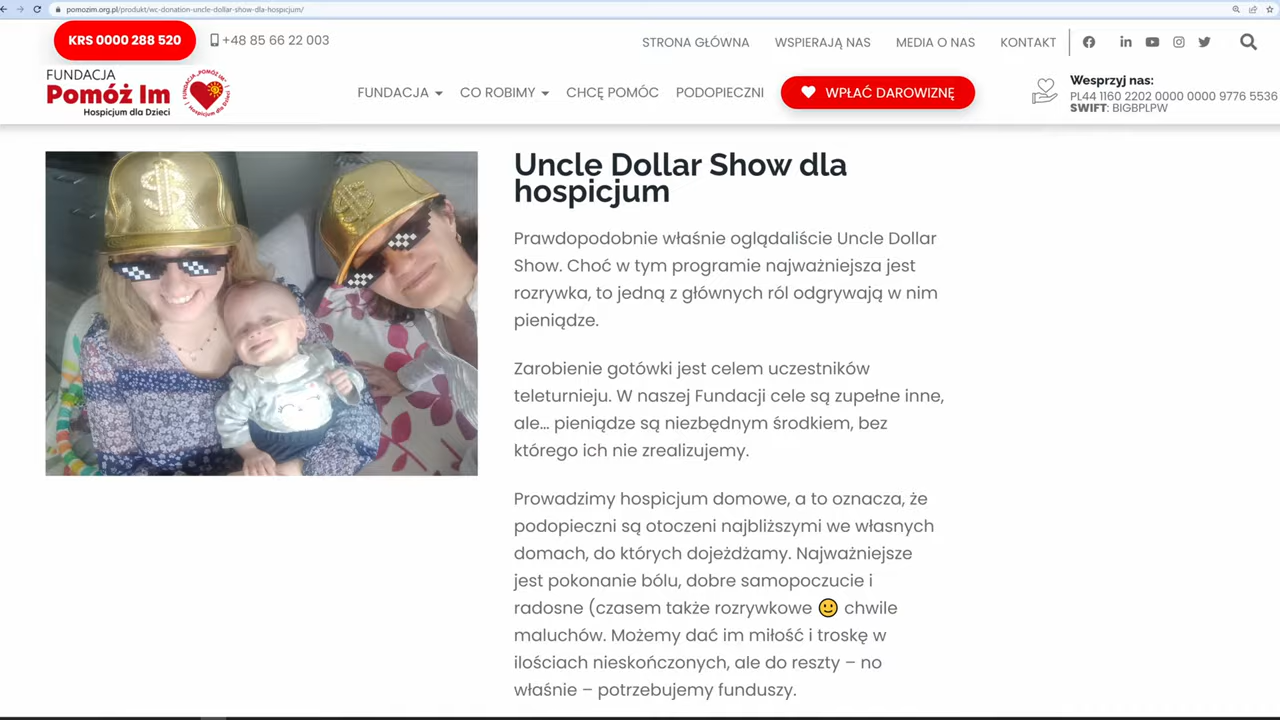 pomozim.org.pl/produkt/wc-donation-uncle-dollar-show-dla-hospicjum/
KRS 0000 288 520
+48 85 66 22 003
STRONA GŁÓWNA
WSPIERAJĄ NAS
MEDIA O NAS
KONTAKT
FUNDACJA
Pomóż Im
Hospicjum dla Dzieci
FUNDACJA
CO ROBIMY
CHCĘ POMÓC
PODOPIECZNI
WPŁAĆ DAROWIZNĘ
Wesprzyj nas:
PL44 1160 2202 0000 0000 9776 5536
SWIFT: BIGBPLPW
Uncle Dollar Show dla
hospicjum
Prawdopodobnie właśnie oglądaliście Uncle Dollar
Show. Choć w tym programie najważniejsza jest
rozrywka, to jedną z głównych ról odgrywają w nim
pieniądze.
Zarobienie gotówki jest celem uczestników
teleturnieju. W naszej Fundacji cele są zupełnie inne,
ale... pieniądze są niezbędnym środkiem, bez
którego ich nie zrealizujemy.
Prowadzimy hospicjum domowe, a to oznacza, że
podopieczni są otoczeni najbliższymi we własnych
domach, do których dojeżdżamy. Najważniejsze
jest pokonanie bólu, dobre samopoczucie i
radosne (czasem także rozrywkowe 🙂 chwile
maluchów. Możemy dać im miłość i troskę w
ilościach nieskończonych, ale do reszty – no
właśnie – potrzebujemy funduszy.